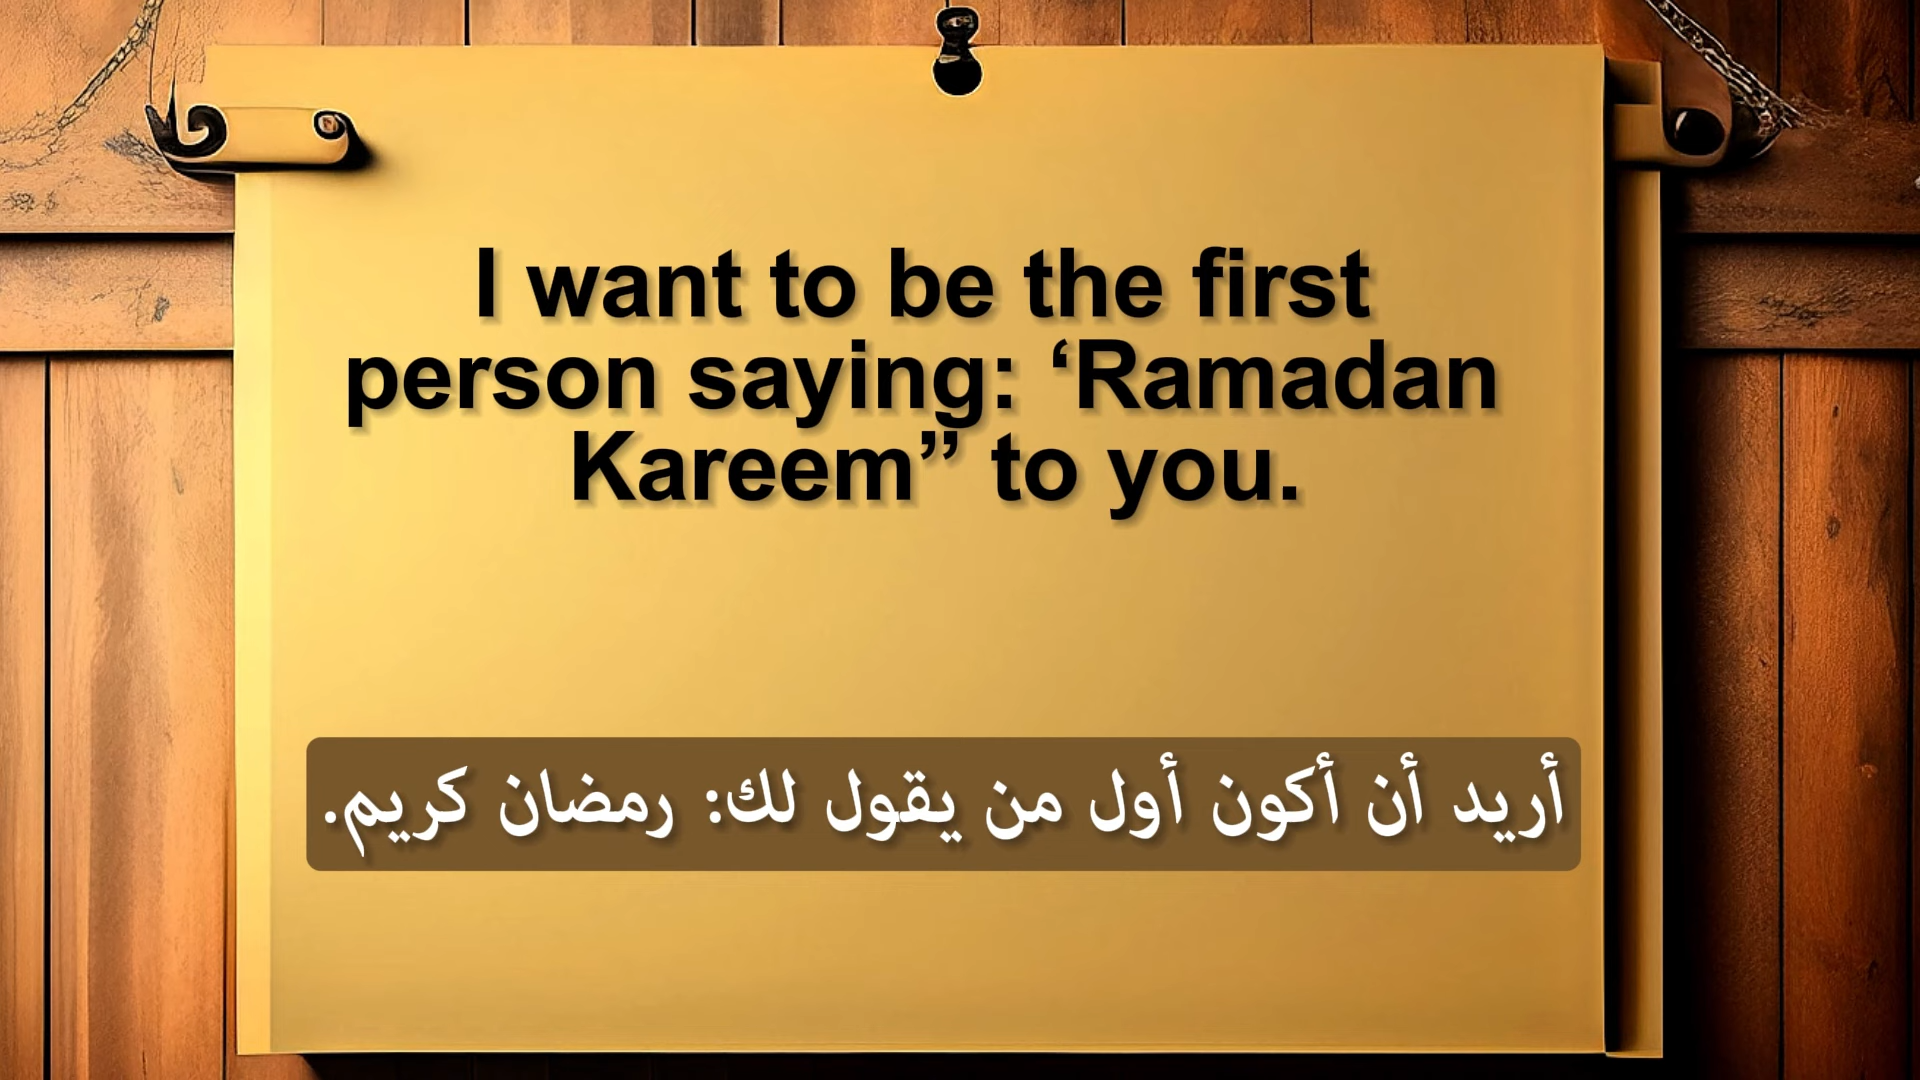 I want to be the first
person saying: ‘Ramadan
Kareem” to you.
أريد أن أكون أول من يقول لك: رمضان كريم.